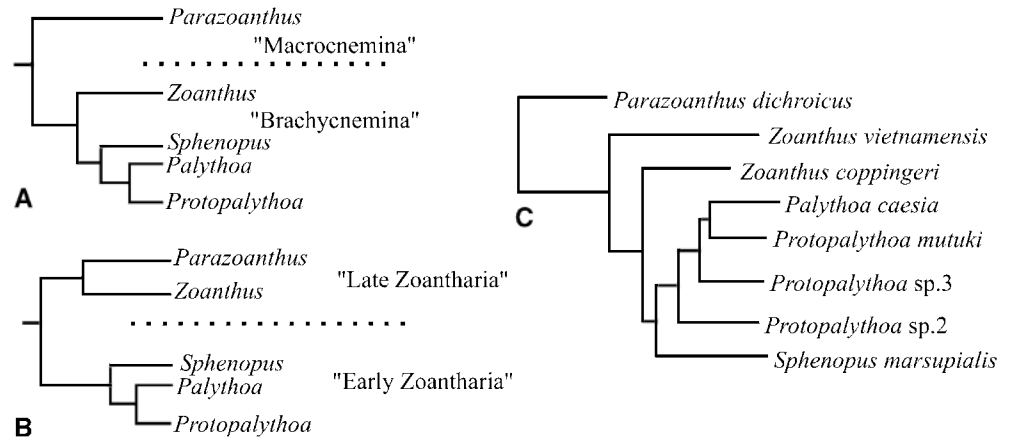 Parazoanthus
"Macrocnemina"
Zoanthus
"Brachycnemina"
Sphenopus
Palythoa
Protopalythoa
A
Parazoanthus
"Late Zoantharia"
Zoanthus
Sphenopus
"Early Zoantharia"
Palythoa
Protopalythoa
B
Parazoanthus dichroicus
Zoanthus vietnamensis
Zoanthus coppingeri
C
Palythoa caesia
Protopalythoa mutuki
Protopalythoa sp.3
Protopalythoa sp.2
Sphenopus marsupialis